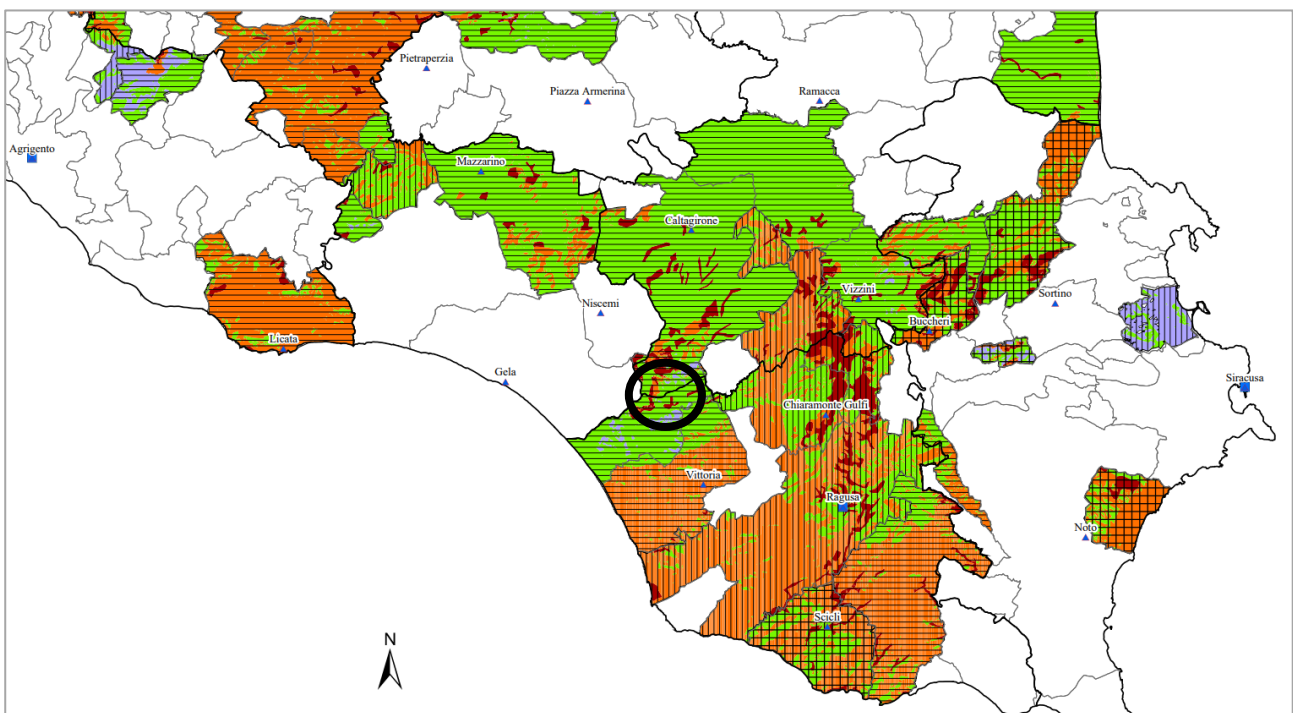 Pietraperzia
Piazza Armerina
Ramacca
Agrigento
Mazzarino
Caltagirone
Vizzini
Sortino
Niscemi
Buccheri
Licata
Gela
Siracusa
Chiaramonte Gulfi
Vittoria
Ragusa
Noto
Scicli
N